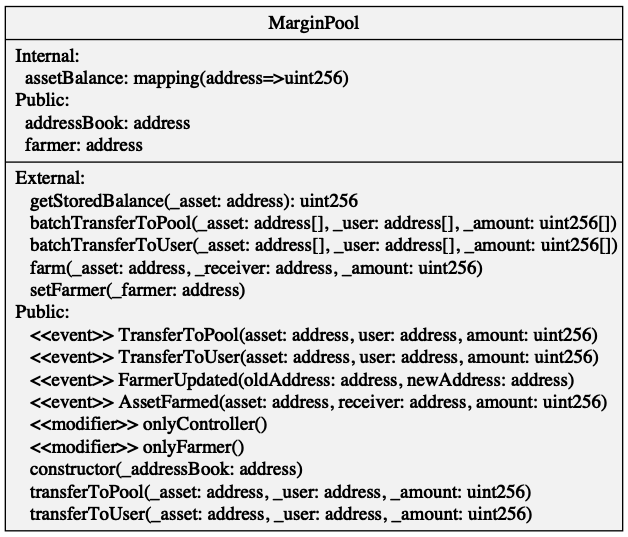 MarginPool
Internal:
assetBalance: mapping(address=>uint256)
Public:
addressBook: address
farmer: address
External:
getStoredBalance(_asset: address): uint256
batchTransferToPool(_asset: address[], _user: address[], _amount: uint256[])
batchTransferToUser(_asset: address[], _user: address[], _amount: uint256[])
farm(_asset: address, _receiver: address, _amount: uint256)
setFarmer(_farmer: address)
Public:
<<event>> TransferToPool(asset: address, user: address, amount: uint256)
<<event>> TransferToUser(asset: address, user: address, amount: uint256)
<<event>> FarmerUpdated(oldAddress: address, newAddress: address)
<<event>> AssetFarmed(asset: address, receiver: address, amount: uint256)
<<modifier>> onlyController()
<<modifier>> onlyFarmer()
constructor(_addressBook: address)
transferToPool(_asset: address, _user: address, _amount: uint256)
transferToUser(_asset: address, _user: address, _amount: uint256)